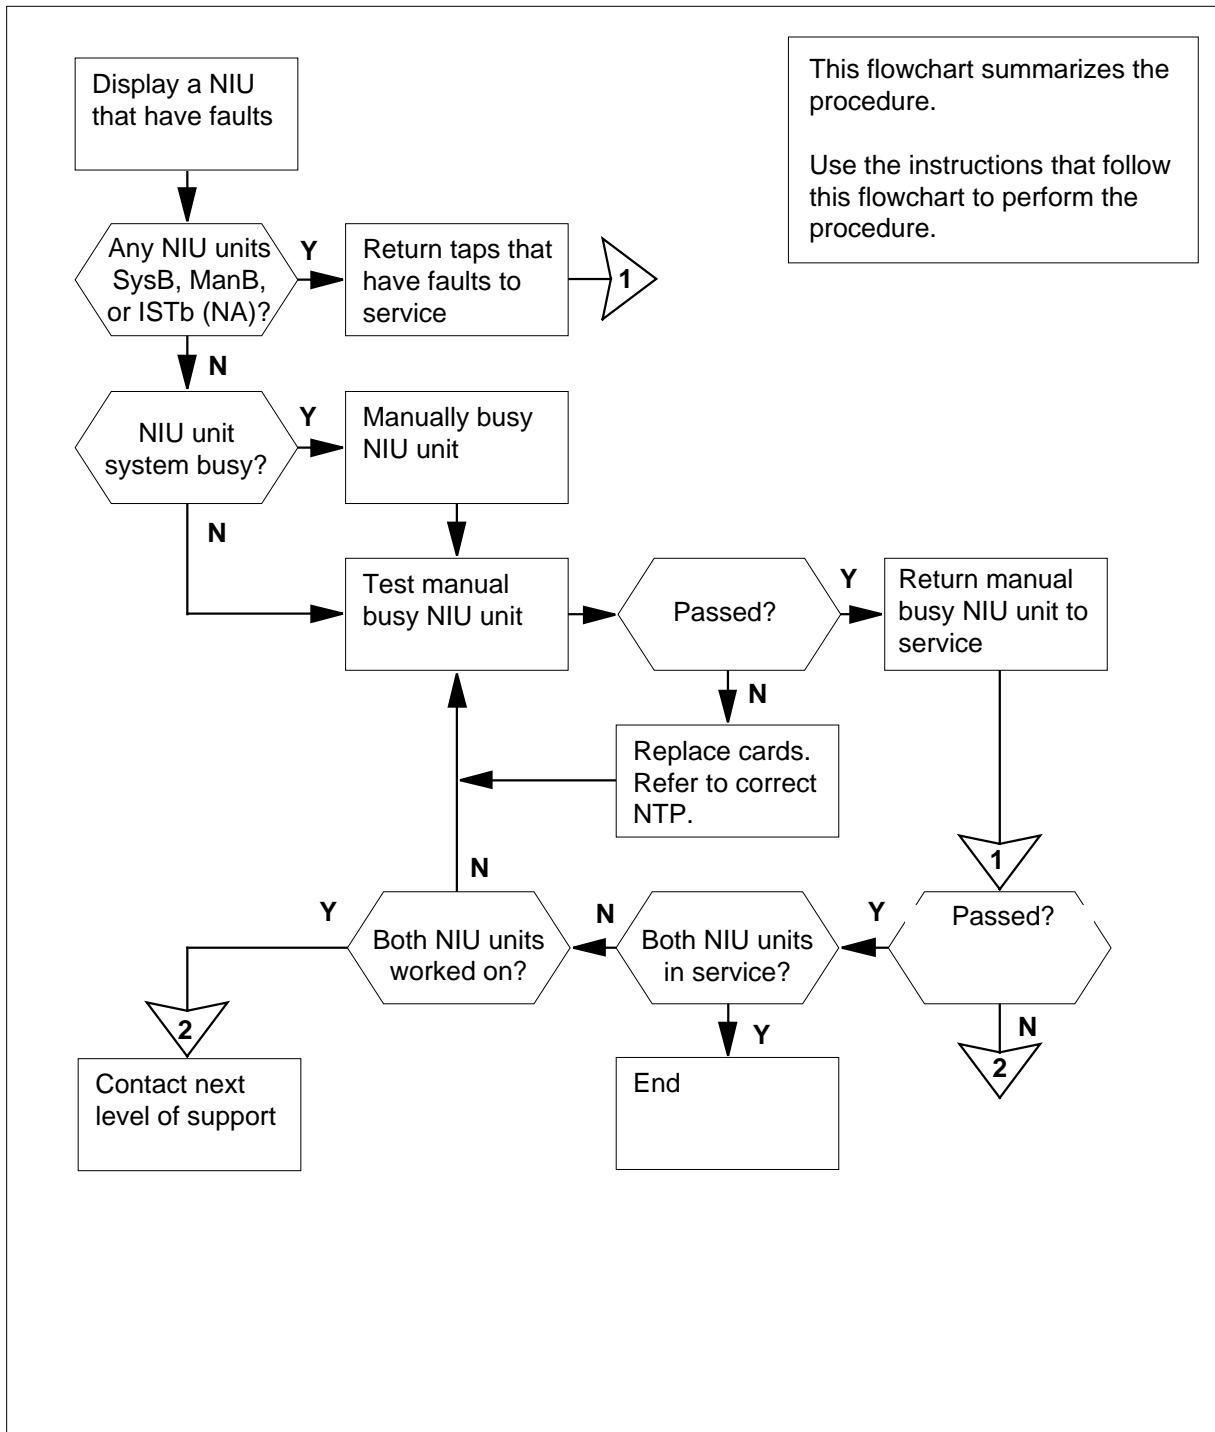 Display a NIU
that have faults
This flowchart summarizes the
procedure.
Use the instructions that follow
this flowchart to perform the
procedure.
Any NIU units
SysB, ManB,
or ISTb (NA)?
Y
Return taps that
have faults to
service
1
N
NIU unit
system busy?
Y
Manually busy
NIU unit
N
Test manual
busy NIU unit
Passed?
Y
Return manual
busy NIU unit to
service
N
Replace cards.
Refer to correct
NTP.
1
N
Y
Both NIU units
worked on?
N
Both NIU units
in service?
Y
Passed?
2
Y
N
2
Contact next
level of support
End